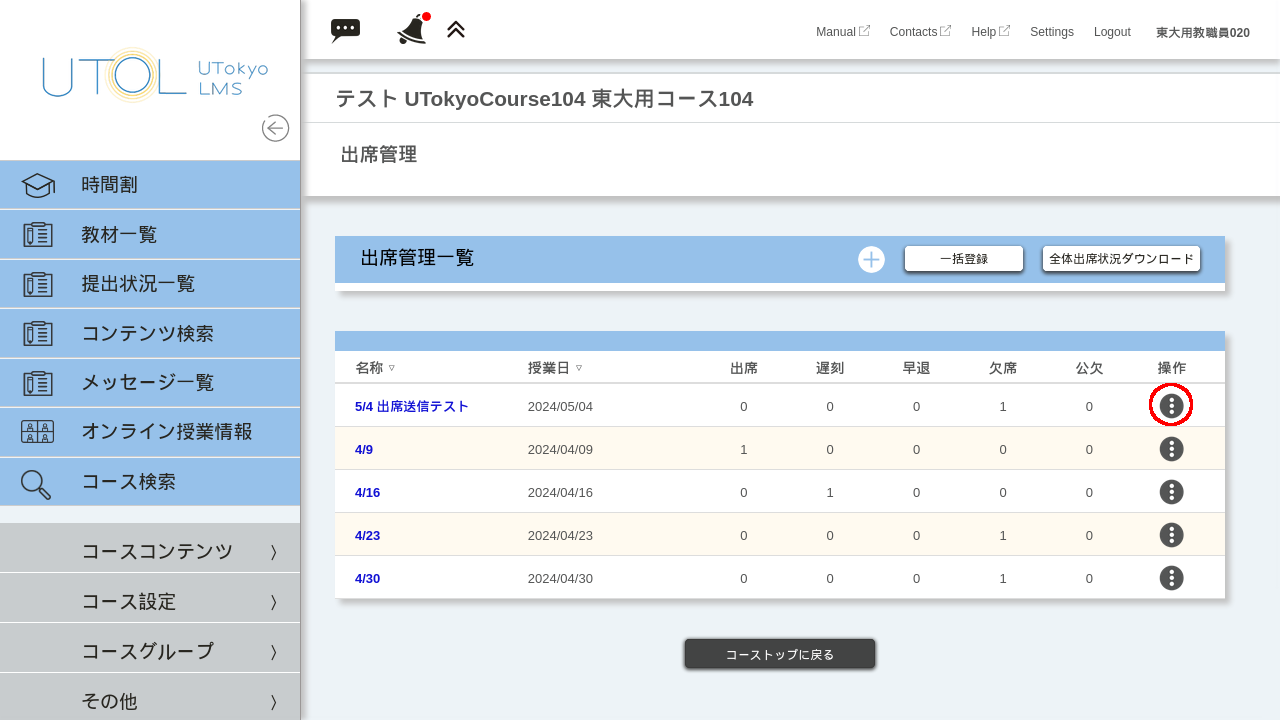 UTOL UTokyo LMS
Manual Contacts Help Settings Logout 東大用教職員020
テスト UTokyoCourse104 東大用コース104
出席管理
時間割
教材一覧
提出状況一覧
コンテンツ検索
メッセージ一覧
オンライン授業情報
コース検索
コースコンテンツ 〉
コース設定 〉
コースグループ 〉
その他 〉
出席管理一覧 一括登録 全体出席状況ダウンロード
名称 ▽ 授業日 ▽ 出席 遅刻 早退 欠席 公欠 操作
5/4 出席送信テスト 2024/05/04 0 0 0 1 0
4/9 2024/04/09 1 0 0 0 0
4/16 2024/04/16 0 1 0 0 0
4/23 2024/04/23 0 0 0 1 0
4/30 2024/04/30 0 0 0 1 0
コーストップに戻る